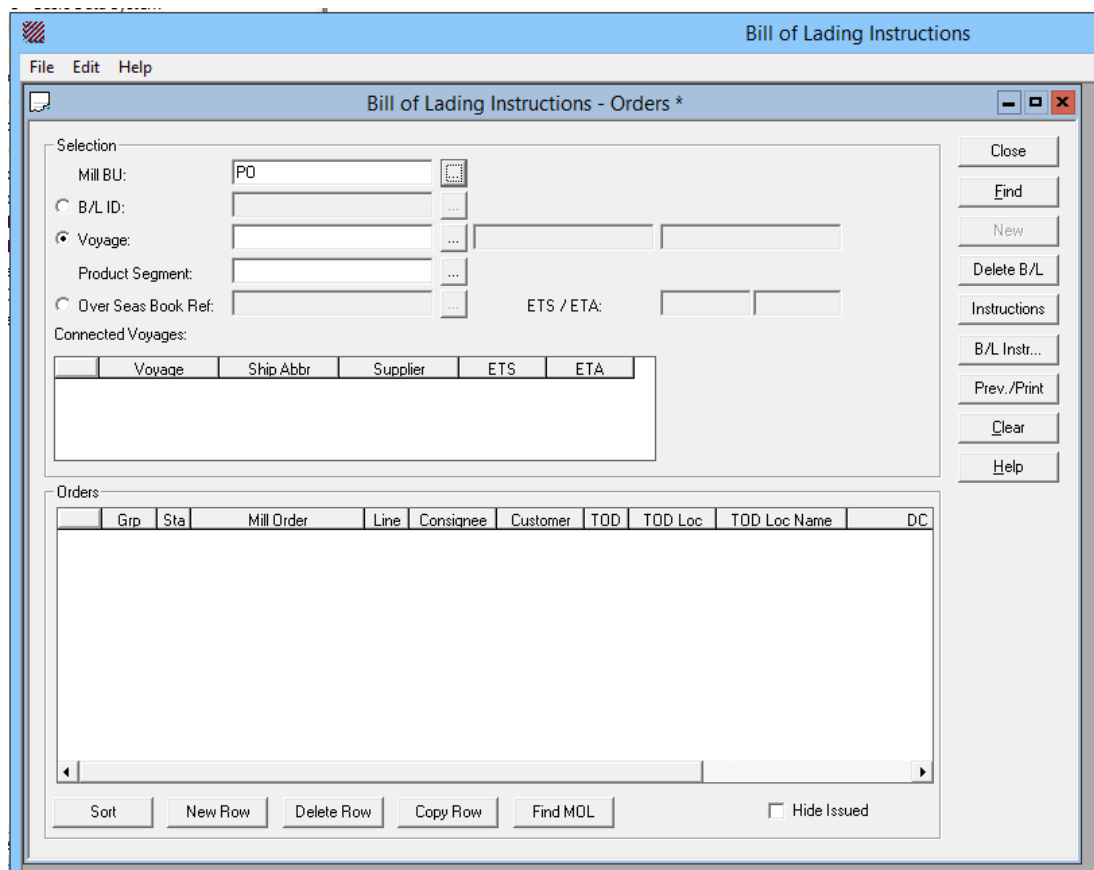 Bill of Lading Instructions
File Edit Help
Bill of Lading Instructions - Orders *
Selection
Mill BU: PO ...
B/L ID: ...
Voyage: ...
Product Segment: ...
Over Seas Book Ref: ... ETS / ETA:
Connected Voyages:
Voyage Ship Abbr Supplier ETS ETA
Close
Find
New
Delete B/L
Instructions
B/L Instr...
Prev./Print
Clear
Help
Orders
Grp Sta Mill Order Line Consignee Customer TOD TOD Loc TOD Loc Name DC
Sort New Row Delete Row Copy Row Find MOL Hide Issued